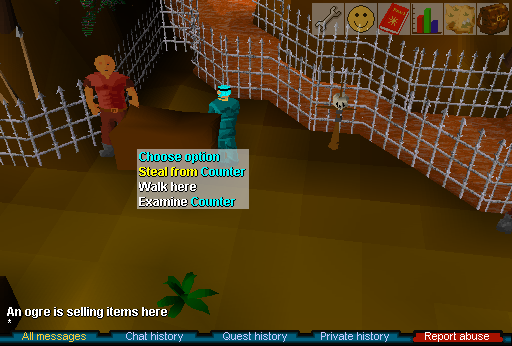 Choose option
Steal from Counter
Walk here
Examine Counter
An ogre is selling items here
*
All messages
Chat history
Quest history
Private history
Report abuse